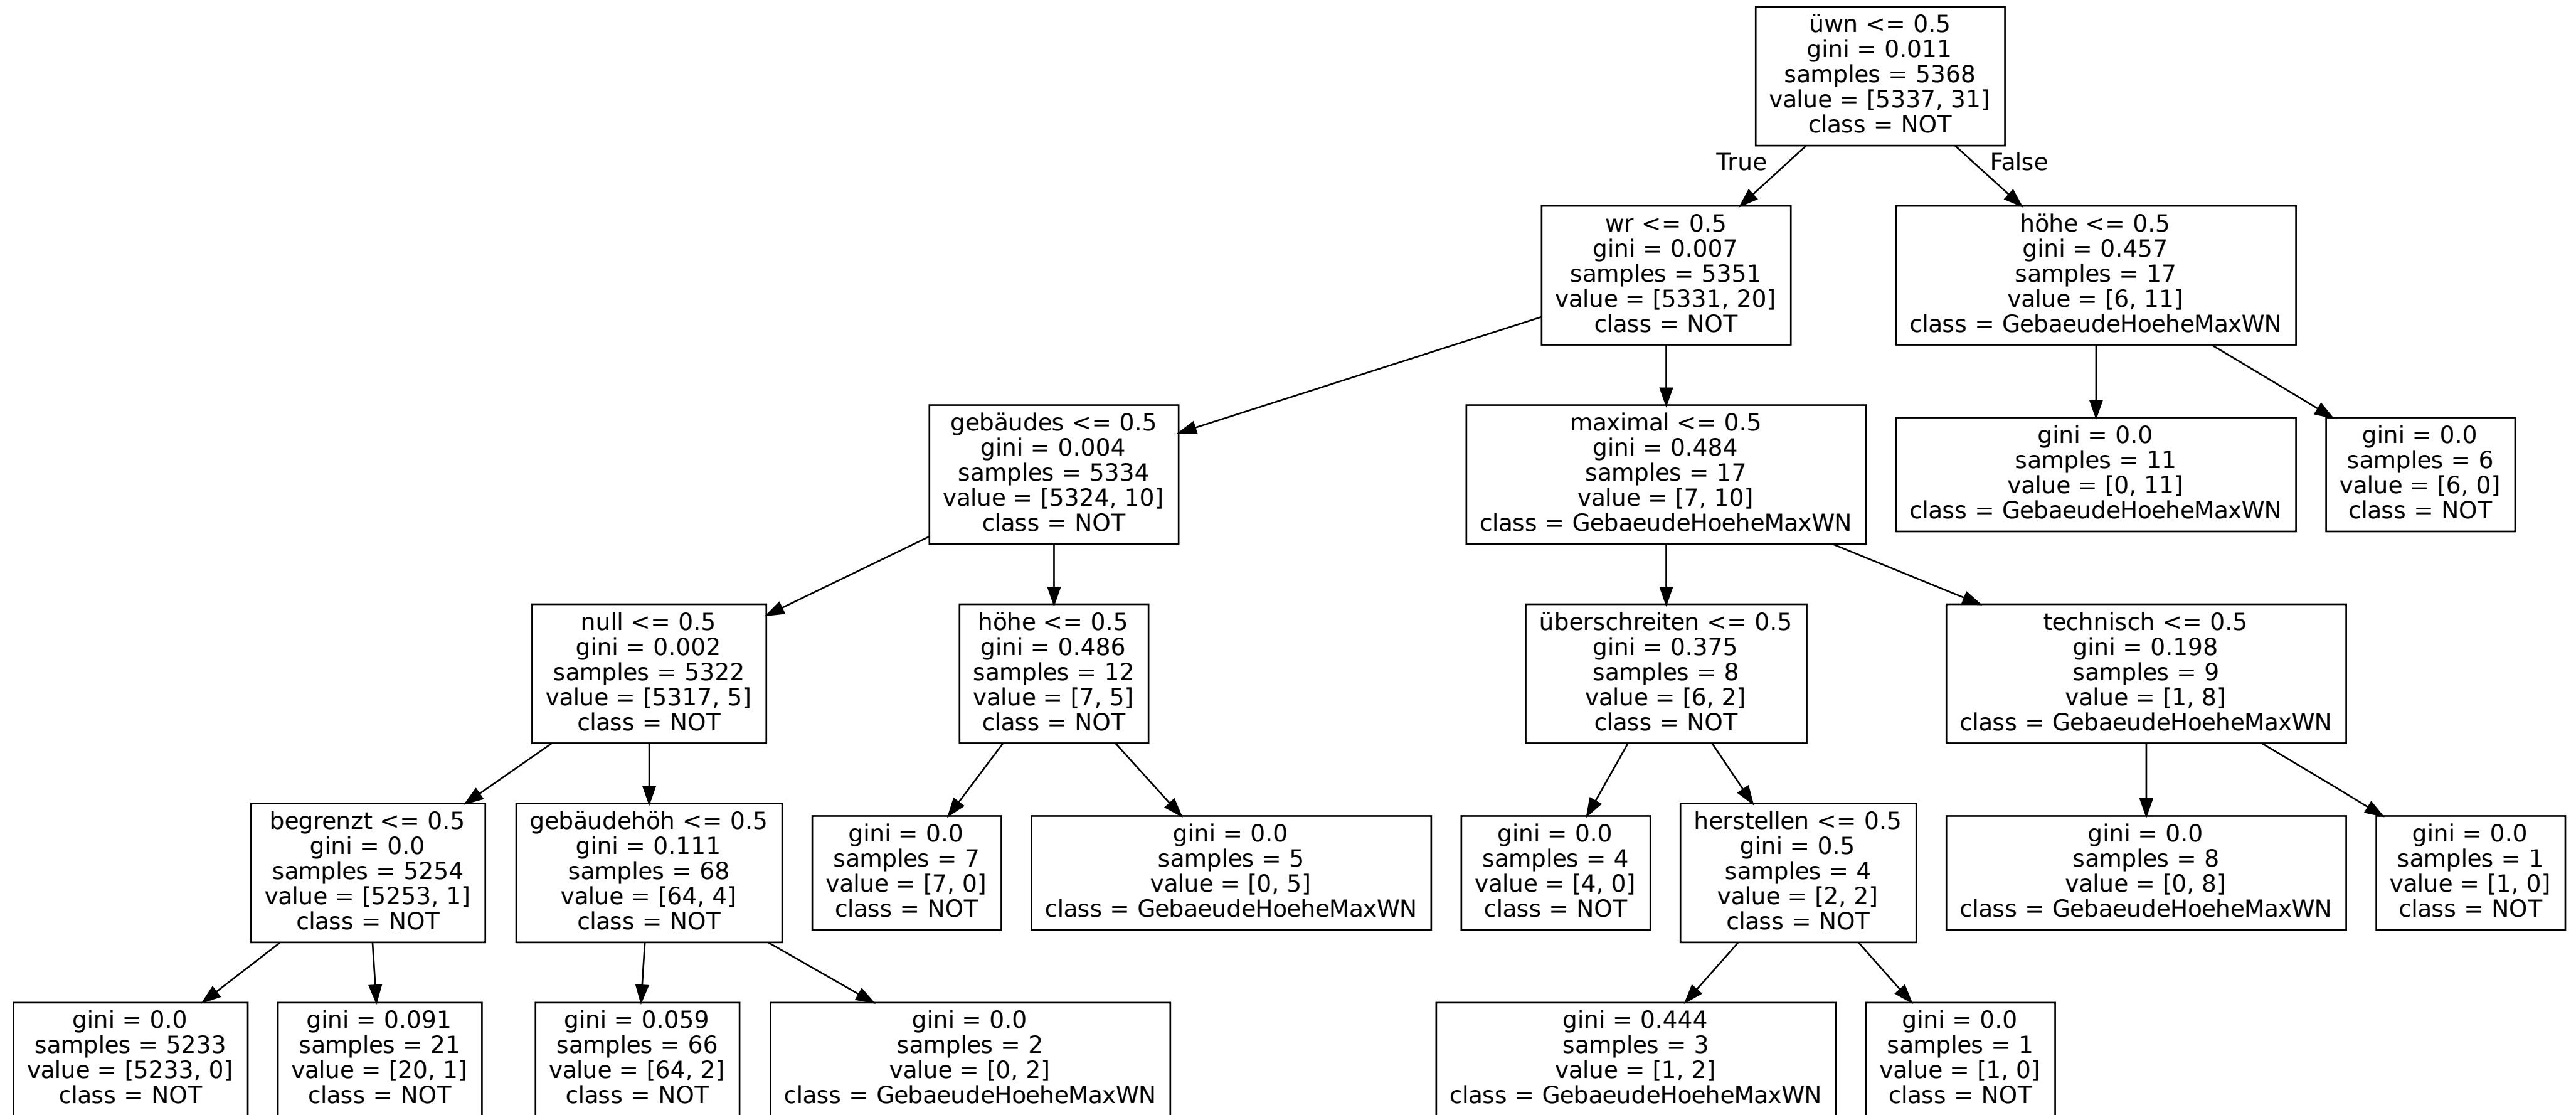 üwn <= 0.5
gini = 0.011
samples = 5368
value = [5337, 31]
class = NOT
True
False
wr <= 0.5
gini = 0.007
samples = 5351
value = [5331, 20]
class = NOT
höhe <= 0.5
gini = 0.457
samples = 17
value = [6, 11]
class = GebaeudeHoeheMaxWN
gebäudes <= 0.5
gini = 0.004
samples = 5334
value = [5324, 10]
class = NOT
maximal <= 0.5
gini = 0.484
samples = 17
value = [7, 10]
class = GebaeudeHoeheMaxWN
gini = 0.0
samples = 11
value = [0, 11]
class = GebaeudeHoeheMaxWN
gini = 0.0
samples = 6
value = [6, 0]
class = NOT
null <= 0.5
gini = 0.002
samples = 5322
value = [5317, 5]
class = NOT
höhe <= 0.5
gini = 0.486
samples = 12
value = [7, 5]
class = NOT
überschreiten <= 0.5
gini = 0.375
samples = 8
value = [6, 2]
class = NOT
technisch <= 0.5
gini = 0.198
samples = 9
value = [1, 8]
class = GebaeudeHoeheMaxWN
begrenzt <= 0.5
gini = 0.0
samples = 5254
value = [5253, 1]
class = NOT
gebäudehöh <= 0.5
gini = 0.111
samples = 68
value = [64, 4]
class = NOT
gini = 0.0
samples = 7
value = [7, 0]
class = NOT
gini = 0.0
samples = 5
value = [0, 5]
class = GebaeudeHoeheMaxWN
gini = 0.0
samples = 4
value = [4, 0]
class = NOT
herstellen <= 0.5
gini = 0.5
samples = 4
value = [2, 2]
class = NOT
gini = 0.0
samples = 8
value = [0, 8]
class = GebaeudeHoeheMaxWN
gini = 0.0
samples = 1
value = [1, 0]
class = NOT
gini = 0.0
samples = 5233
value = [5233, 0]
class = NOT
gini = 0.091
samples = 21
value = [20, 1]
class = NOT
gini = 0.059
samples = 66
value = [64, 2]
class = NOT
gini = 0.0
samples = 2
value = [0, 2]
class = GebaeudeHoeheMaxWN
gini = 0.444
samples = 3
value = [1, 2]
class = GebaeudeHoeheMaxWN
gini = 0.0
samples = 1
value = [1, 0]
class = NOT